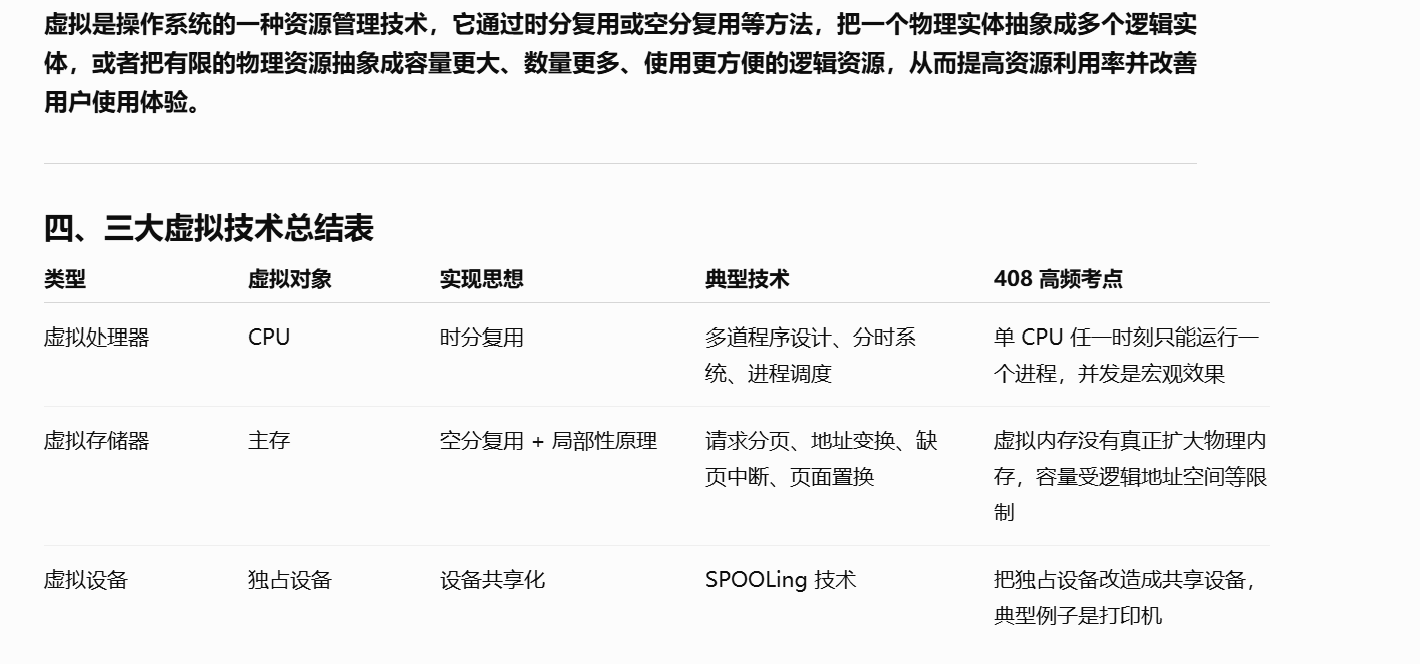 虚拟是操作系统的一种资源管理技术，它通过时分复用或空分复用等方法，把一个物理实体抽象成多个逻辑实
体，或者把有限的物理资源抽象成容量更大、数量更多、使用更方便的逻辑资源，从而提高资源利用率并改善
用户使用体验。
四、三大虚拟技术总结表
类型 虚拟对象 实现思想 典型技术 408 高频考点
虚拟处理器 CPU 时分复用 多道程序设计、分时系 单 CPU 任一时刻只能运行一
统、进程调度 个进程，并发是宏观效果
虚拟存储器 主存 空分复用 + 局部性原理 请求分页、地址变换、缺 虚拟内存没有真正扩大物理内
页中断、页面置换 存，容量受逻辑地址空间等限
制
虚拟设备 独占设备 设备共享化 SPOOLing 技术 把独占设备改造成共享设备，
典型例子是打印机